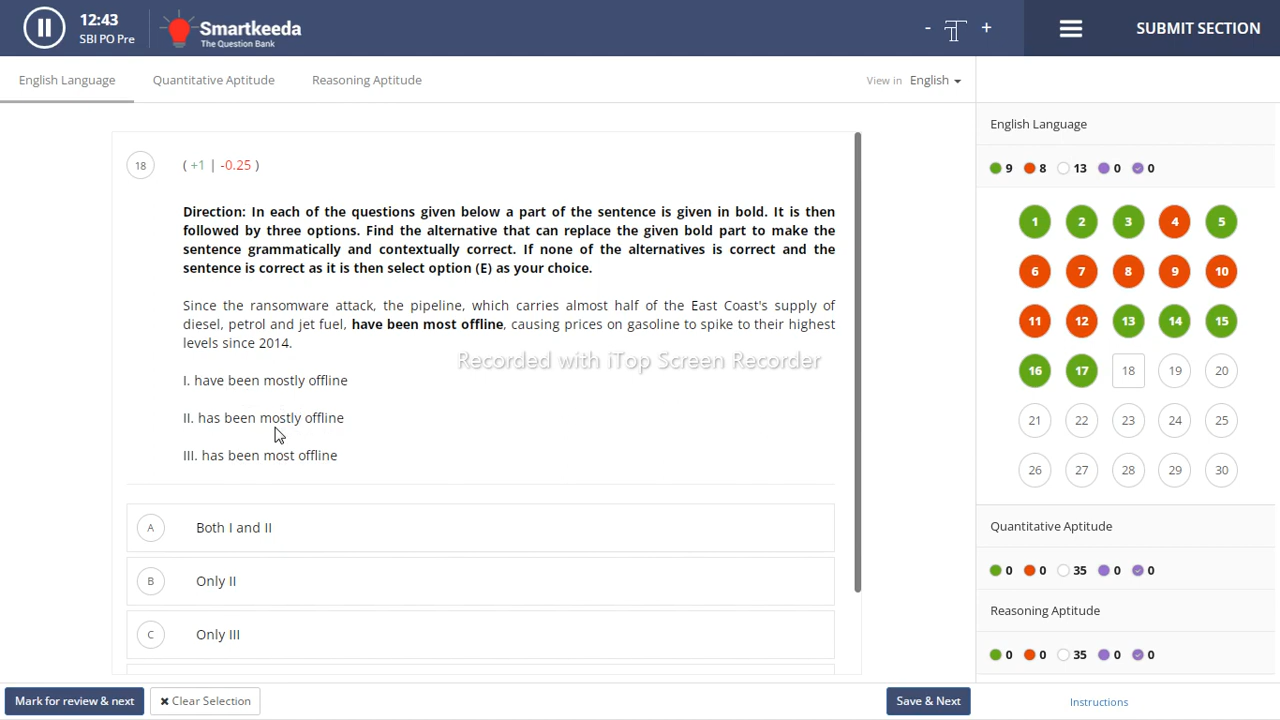 12:43
SBI PO Pre
Smartkeeda
The Question Bank
- T +
SUBMIT SECTION
English Language
Quantitative Aptitude
Reasoning Aptitude
View in English
18
( +1 | -0.25 )
Direction: In each of the questions given below a part of the sentence is given in bold. It is then
followed by three options. Find the alternative that can replace the given bold part to make the
sentence grammatically and contextually correct. If none of the alternatives is correct and the
sentence is correct as it is then select option (E) as your choice.
Since the ransomware attack, the pipeline, which carries almost half of the East Coast's supply of
diesel, petrol and jet fuel, have been most offline, causing prices on gasoline to spike to their highest
levels since 2014.
Recorded with iTop Screen Recorder
I. have been mostly offline
II. has been mostly offline
III. has been most offline
A Both I and II
B Only II
C Only III
Mark for review & next
Clear Selection
Save & Next
English Language
9 8 13 0 0
1 2 3 4 5
6 7 8 9 10
11 12 13 14 15
16 17 18 19 20
21 22 23 24 25
26 27 28 29 30
Quantitative Aptitude
0 0 35 0 0
Reasoning Aptitude
0 0 35 0 0
Instructions